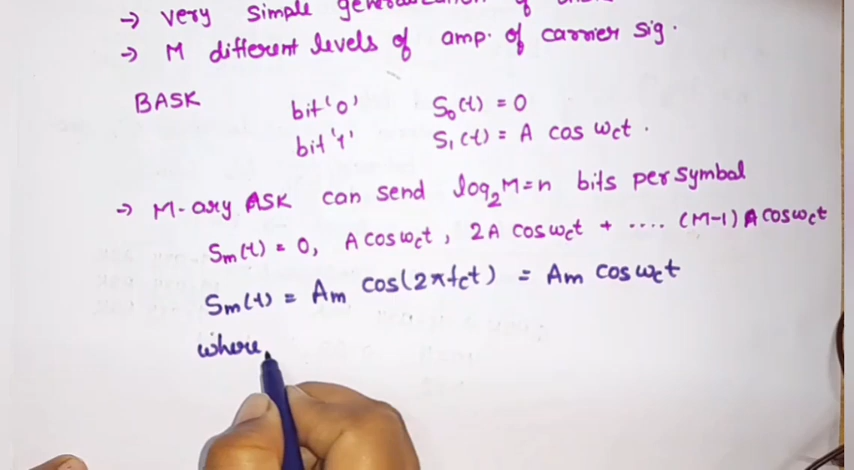 → very simple of
→ M different levels of amp. of carrier sig.
BASK bit '0' S₀(t) = 0
bit '1' S₁(t) = A cos ωct.
→ M-ary ASK can send log₂M=n bits per symbol
Sm(t) = 0, A cos ωct, 2A cos ωct + .... (M-1) A cos ωct
Sm(t) = Am cos(2πfct) = Am cos ωct
where,